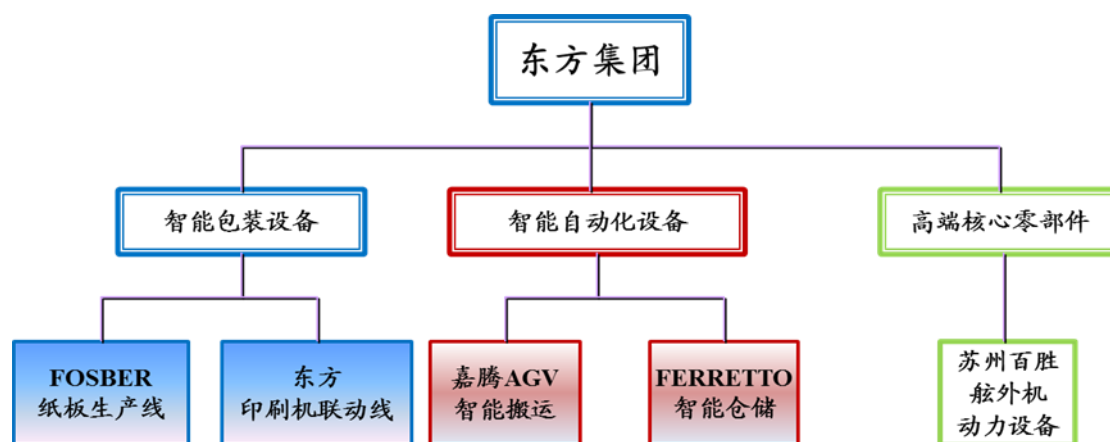 东方集团
智能包装设备
智能自动化设备
高端核心零部件
FOSBER
纸板生产线
东方
印刷机联动线
嘉腾AGV
智能搬运
FERRETTO
智能仓储
苏州百胜
舷外机
动力设备